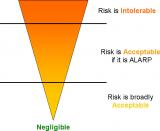 Risk is Intolerable
Risk is Acceptable
if it is ALARP
Risk is broadly
Acceptable
Negligible